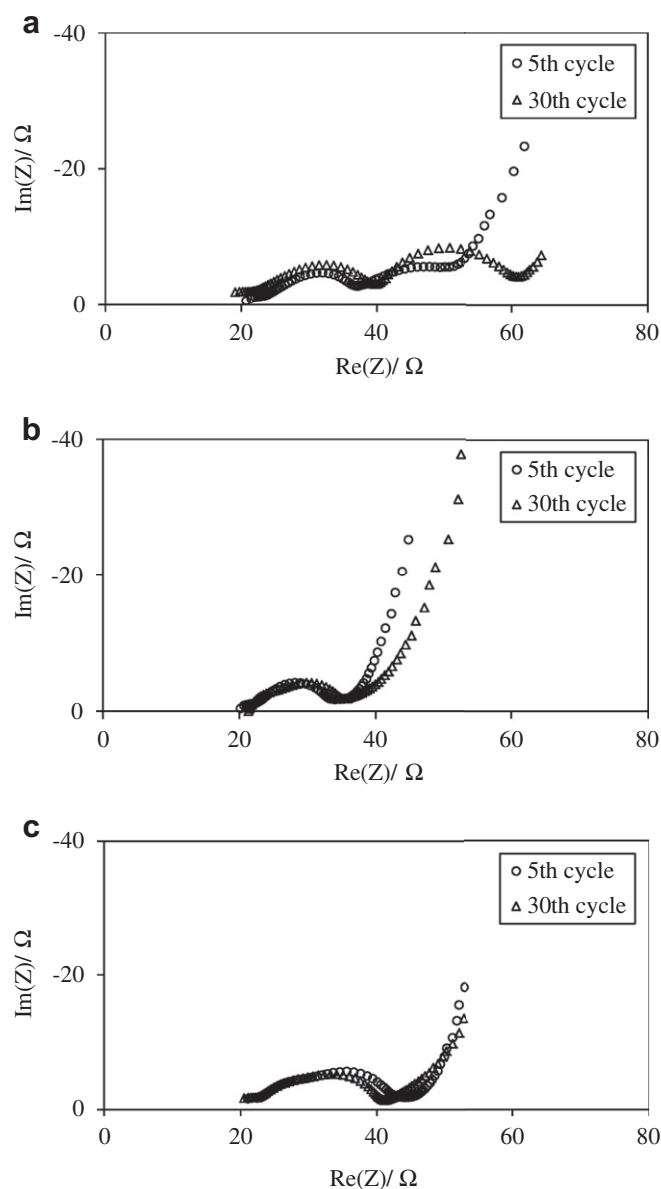 a
-40
5th cycle
30th cycle
Im(Z)/ Ω
-20
0
0 20 40 60 80
Re(Z)/ Ω
b
-40
5th cycle
30th cycle
Im(Z)/ Ω
-20
0
0 20 40 60 80
Re(Z)/ Ω
c
-40
5th cycle
30th cycle
Im(Z)/ Ω
-20
0
0 20 40 60 80
Re(Z)/ Ω